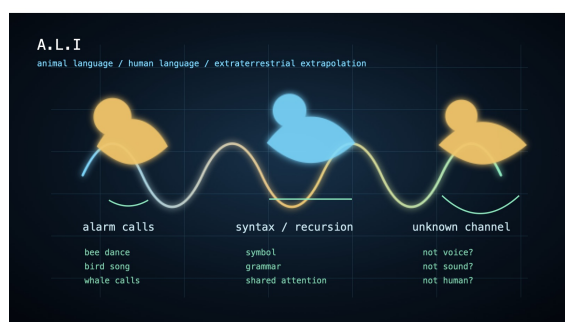 A.L.I
animal language / human language / extraterrestrial extrapolation
alarm calls
bee dance
bird song
whale calls
syntax / recursion
symbol
grammar
shared attention
unknown channel
not voice?
not sound?
not human?